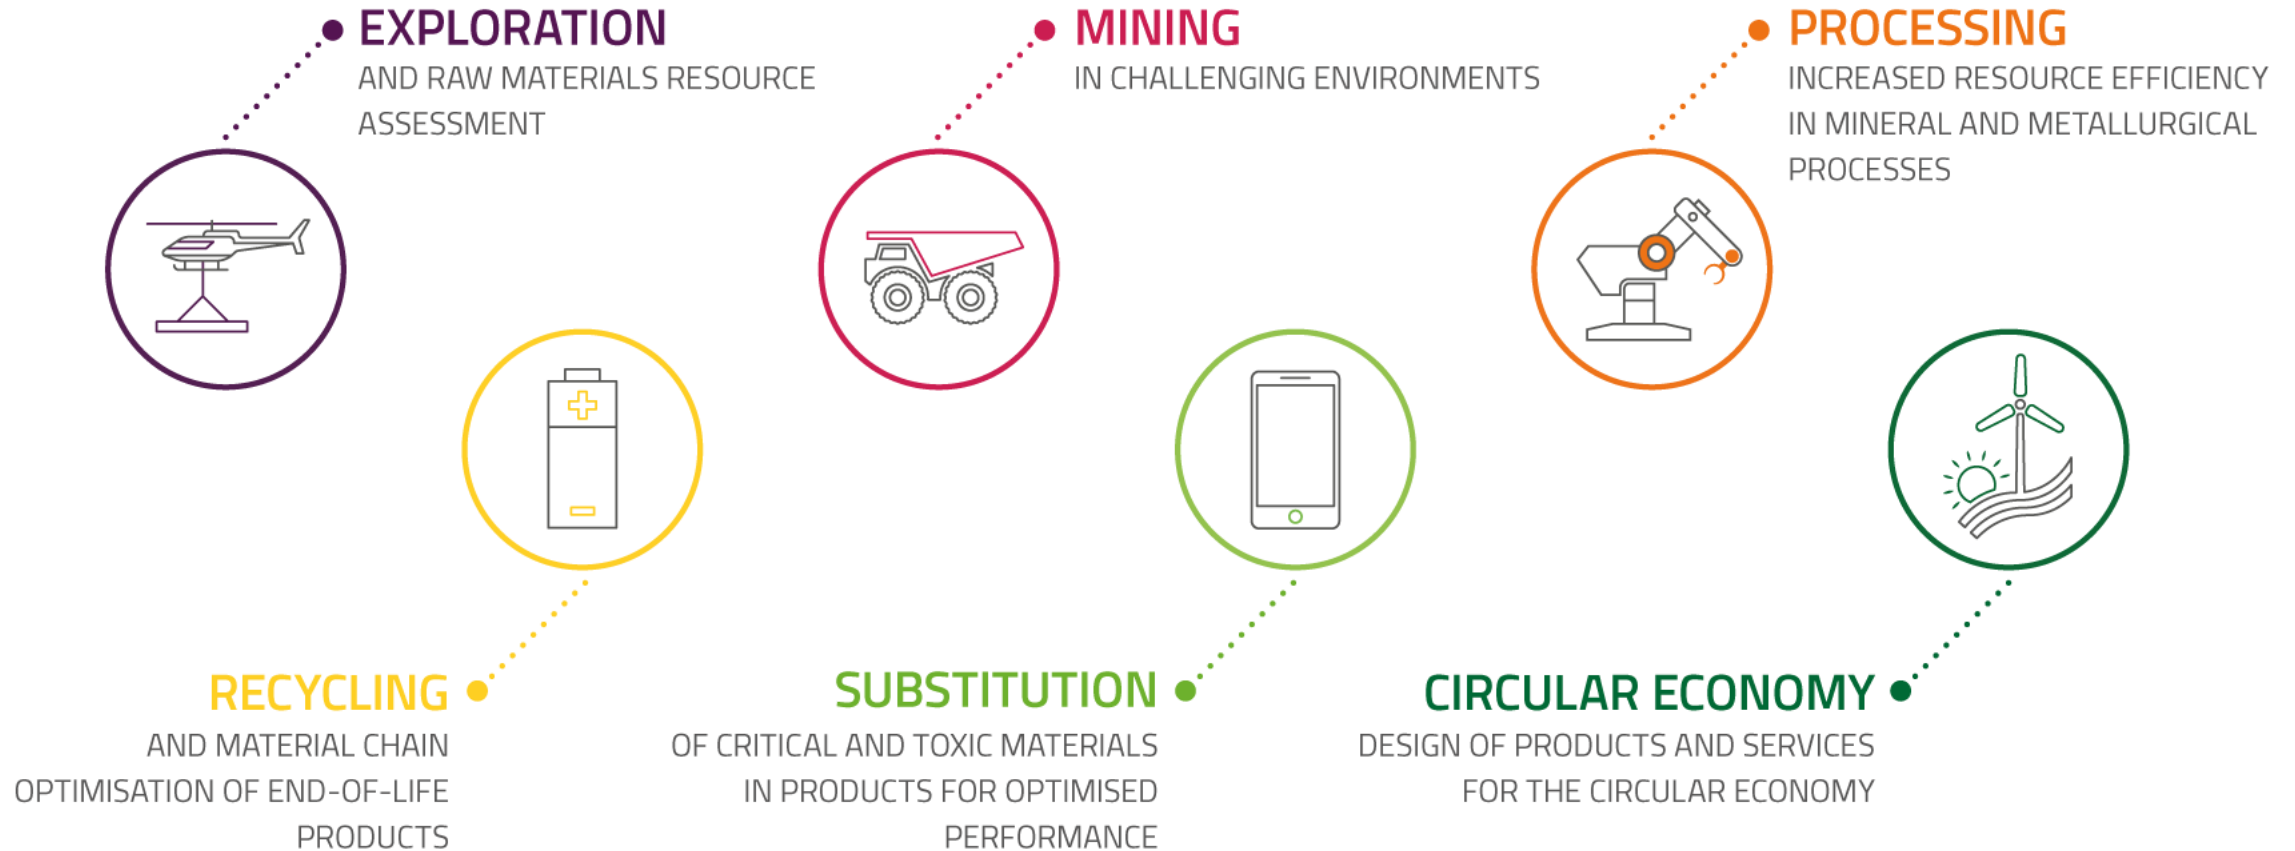 EXPLORATION
AND RAW MATERIALS RESOURCE
ASSESSMENT
MINING
IN CHALLENGING ENVIRONMENTS
PROCESSING
INCREASED RESOURCE EFFICIENCY
IN MINERAL AND METALLURGICAL
PROCESSES
RECYCLING
AND MATERIAL CHAIN
OPTIMISATION OF END-OF-LIFE
PRODUCTS
SUBSTITUTION
OF CRITICAL AND TOXIC MATERIALS
IN PRODUCTS FOR OPTIMISED
PERFORMANCE
CIRCULAR ECONOMY
DESIGN OF PRODUCTS AND SERVICES
FOR THE CIRCULAR ECONOMY